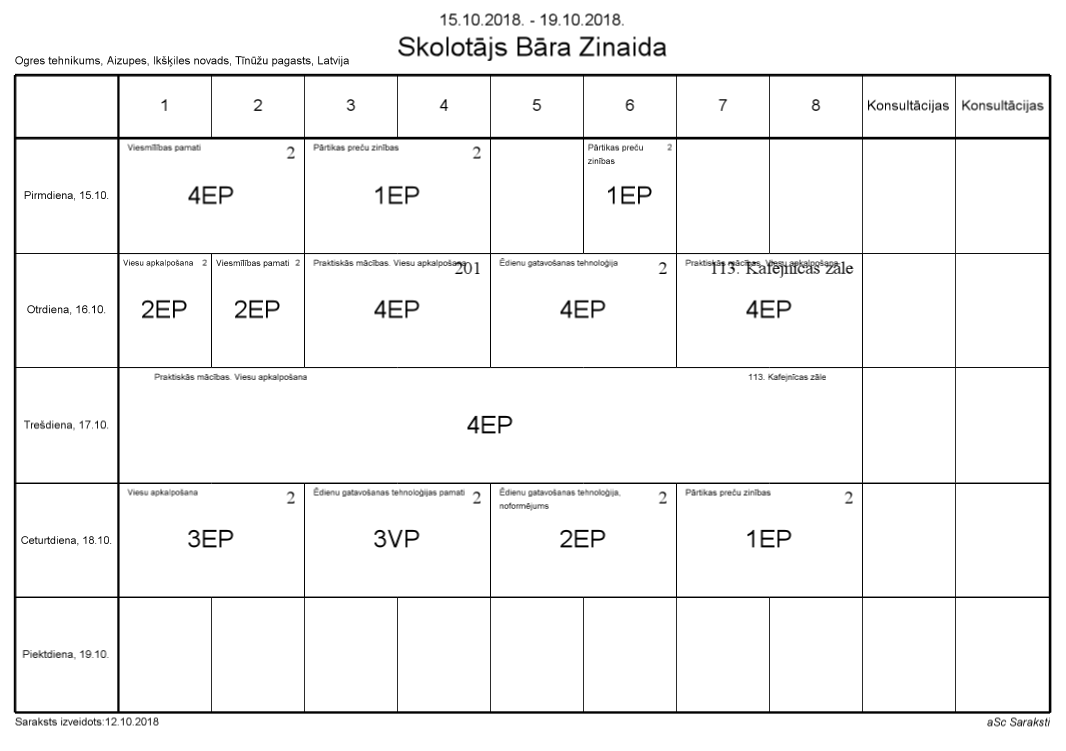 15.10.2018. - 19.10.2018.
Skolotājs Bāra Zinaida
Ogres tehnikums, Aizupes, Ikšķiles novads, Tīnūžu pagasts, Latvija
1 2 3 4 5 6 7 8 Konsultācijas Konsultācijas
Pirmdiena, 15.10.
Viesmīlības pamati 2
4EP
Pārtikas preču zinības 2
1EP
Pārtikas preču 2
zinības
1EP
Otrdiena, 16.10.
Viesu apkalpošana 2
2EP
Viesmīlības pamati 2
2EP
Praktiskās mācības. Viesu apkalpošana 201
4EP
Ēdienu gatavošanas tehnoloģija 2
4EP
Praktiskās mācības. Viesu apkalpošana 113. Kafejnīcas zāle
4EP
Trešdiena, 17.10.
Praktiskās mācības. Viesu apkalpošana 113. Kafejnīcas zāle
4EP
Ceturtdiena, 18.10.
Viesu apkalpošana 2
3EP
Ēdienu gatavošanas tehnoloģijas pamati 2
3VP
Ēdienu gatavošanas tehnoloģija, 2
noformējums
2EP
Pārtikas preču zinības 2
1EP
Piektdiena, 19.10.
Saraksts izveidots:12.10.2018
aSc Saraksti